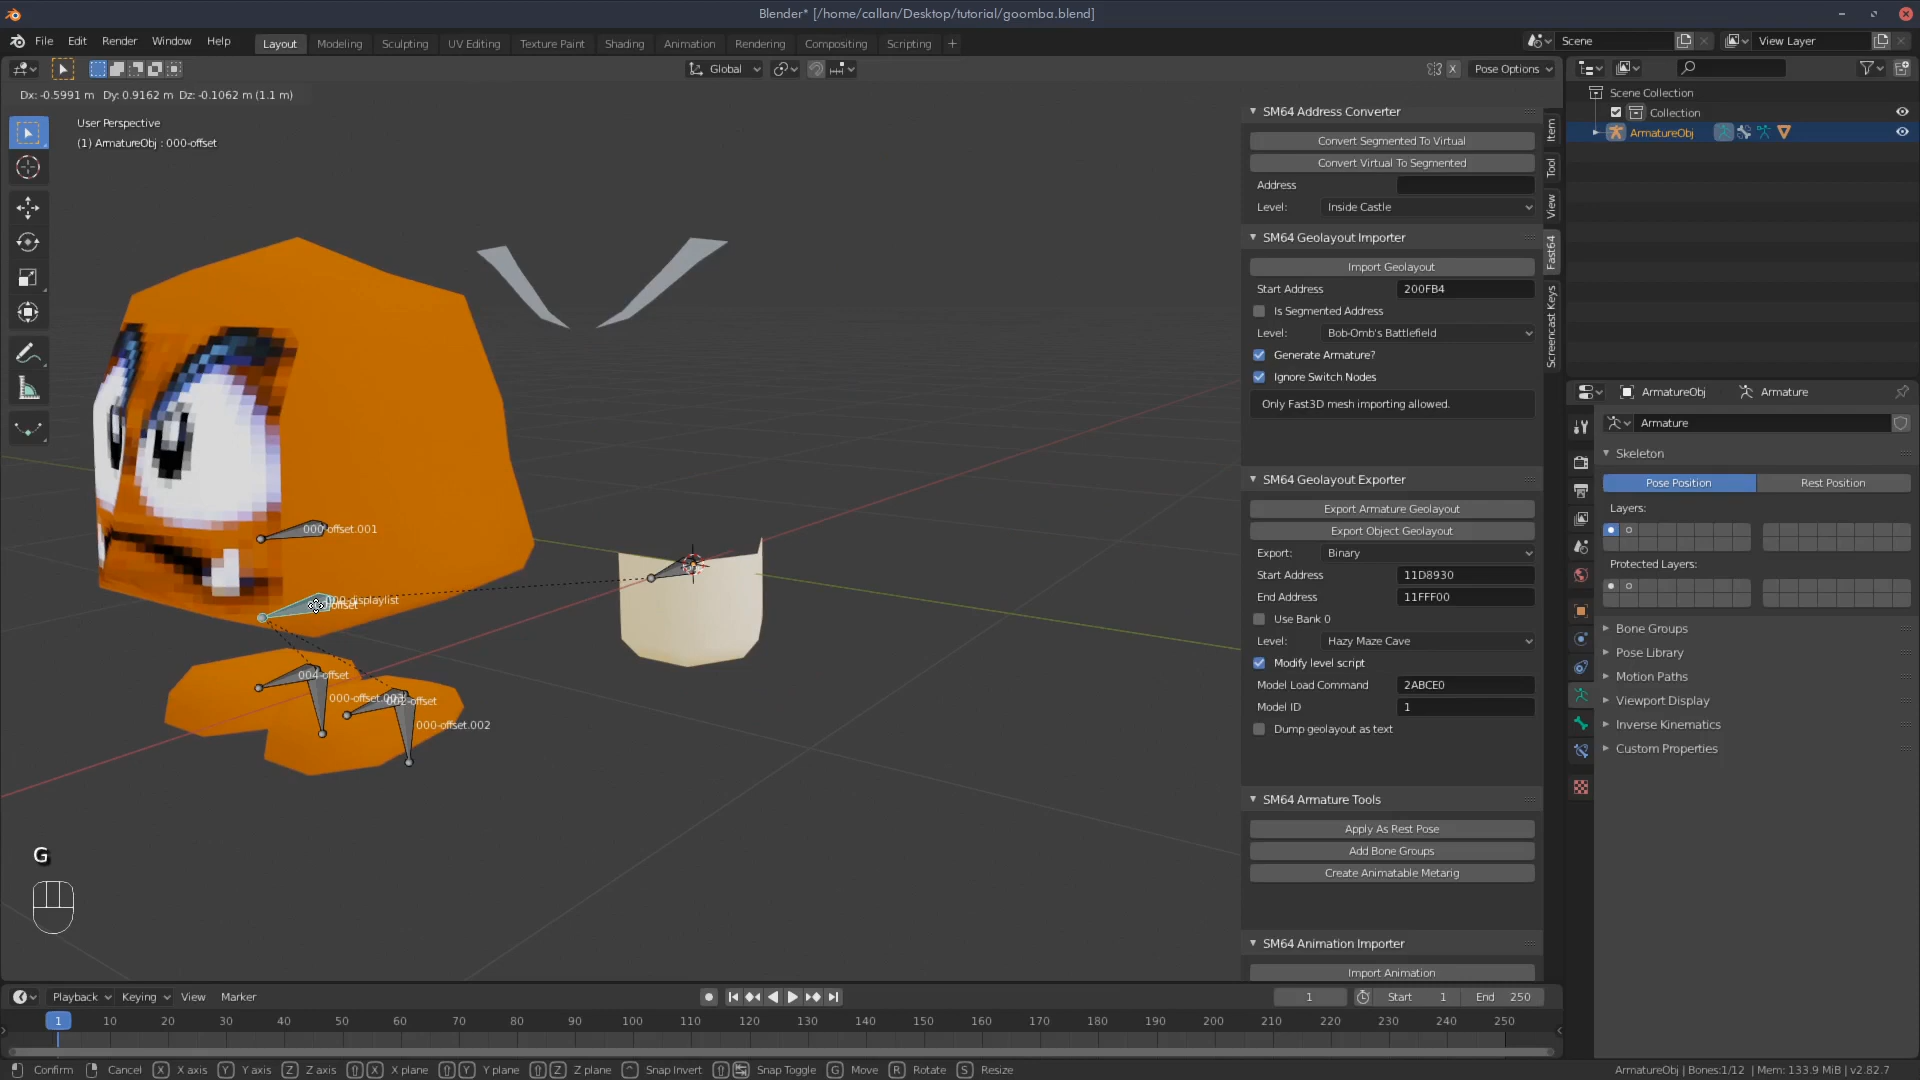 Blender* [/home/callan/Desktop/tutorial/goomba.blend]
File Edit Render Window Help
Layout Modeling Sculpting UV Editing Texture Paint Shading Animation Rendering Compositing Scripting +
Scene
View Layer
Global
X
Pose Options
Dx: -0.5991 m Dy: 0.9162 m Dz: -0.1062 m (1.1 m)
User Perspective
(1) ArmatureObj : 000-offset
000-offset.001
000-displaylist
offset
004-offset
000-offset.003
002-offset
000-offset.002
G
SM64 Address Converter
Convert Segmented To Virtual
Convert Virtual To Segmented
Address
Level: Inside Castle
SM64 Geolayout Importer
Import Geolayout
Start Address 200FB4
Is Segmented Address
Level: Bob-Omb's Battlefield
Generate Armature?
Ignore Switch Nodes
Only Fast3D mesh importing allowed.
SM64 Geolayout Exporter
Export Armature Geolayout
Export Object Geolayout
Export: Binary
Start Address 11D8930
End Address 11FFF00
Use Bank 0
Level: Hazy Maze Cave
Modify level script
Model Load Command 2ABCE0
Model ID 1
Dump geolayout as text
SM64 Armature Tools
Apply As Rest Pose
Add Bone Groups
Create Animatable Metarig
SM64 Animation Importer
Import Animation
Item
Tool
View
Fast64
Screencast Keys
Scene Collection
Collection
ArmatureObj
ArmatureObj Armature
Armature
Skeleton
Pose Position Rest Position
Layers:
Protected Layers:
Bone Groups
Pose Library
Motion Paths
Viewport Display
Inverse Kinematics
Custom Properties
Playback Keying View Marker
1 Start 1 End 250
1 10 20 30 40 50 60 70 80 90 100 110 120 130 140 150 160 170 180 190 200 210 220 230 240 250
Confirm Cancel X X axis Y Y axis Z Z axis X X plane Y Y plane Z Z plane Snap Invert Snap Toggle G Move R Rotate S Resize
ArmatureObj | Bones:1/12 | Mem: 133.9 MiB | v2.82.7